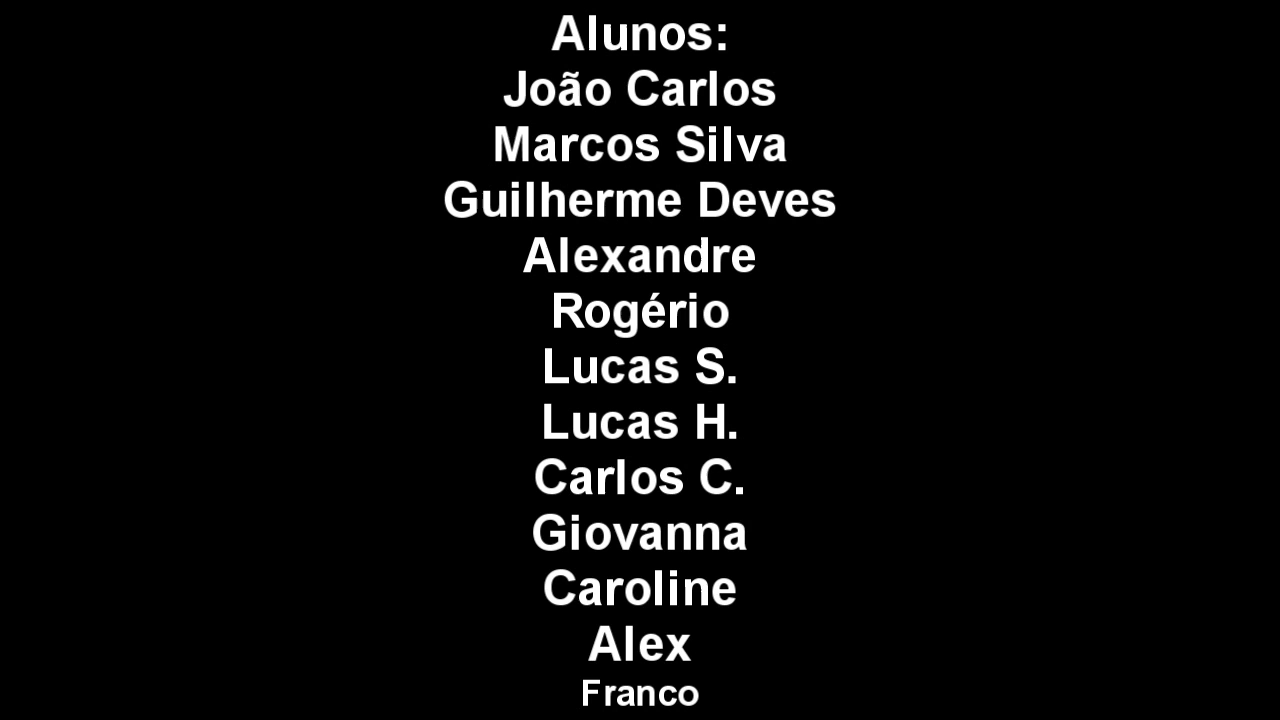 Alunos:
João Carlos
Marcos Silva
Guilherme Deves
Alexandre
Rogério
Lucas S.
Lucas H.
Carlos C.
Giovanna
Caroline
Alex
Franco